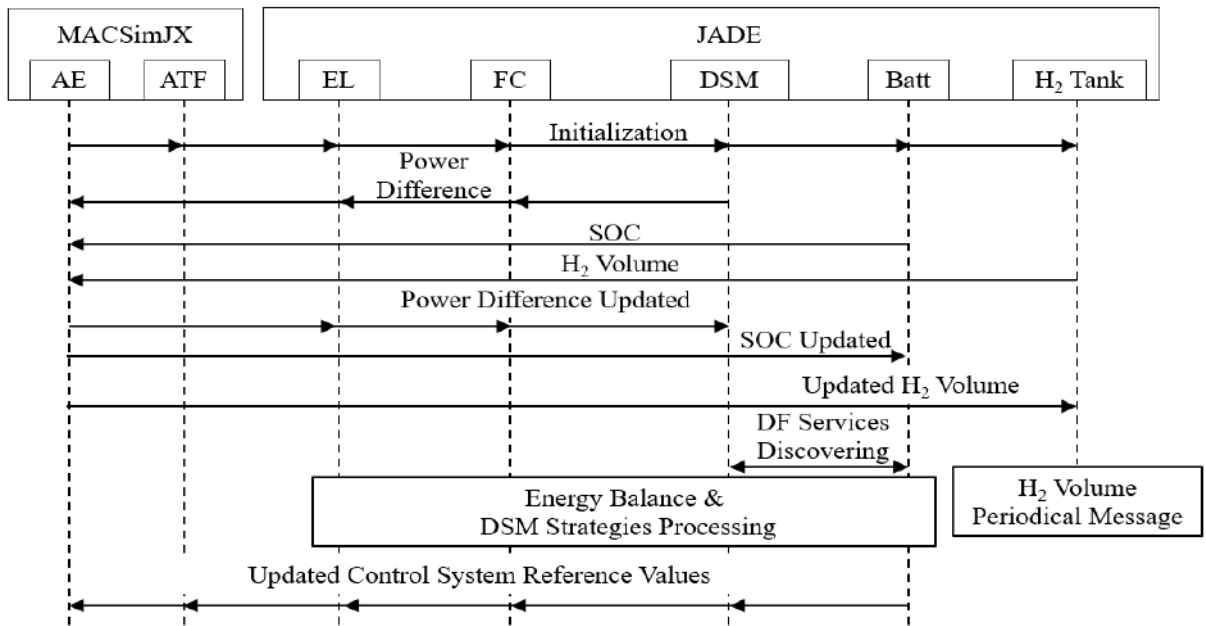 MACSimJX
JADE
AE
ATF
EL
FC
DSM
Batt
H₂ Tank
Initialization
Power
Difference
SOC
H₂ Volume
Power Difference Updated
SOC Updated
Updated H₂ Volume
DF Services
Discovering
Energy Balance &
DSM Strategies Processing
H₂ Volume
Periodical Message
Updated Control System Reference Values